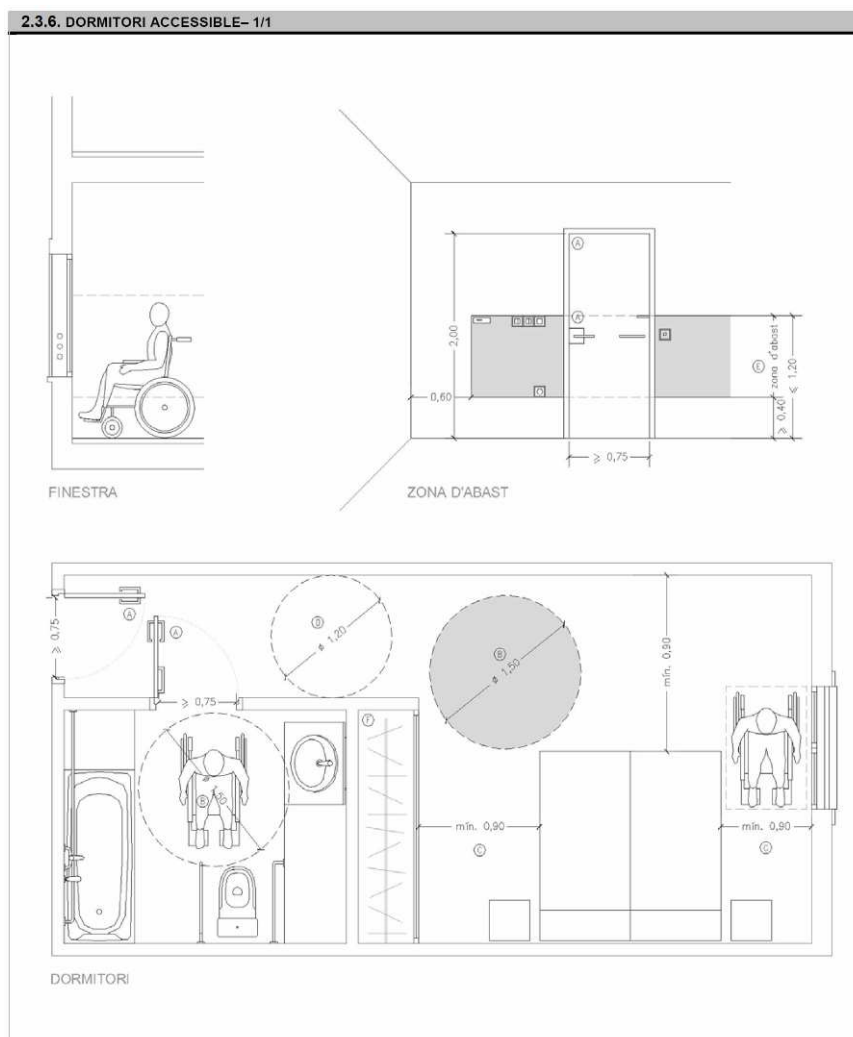 2.3.6. DORMITORI ACCESSIBLE– 1/1
A
A
2,00
0,60
zona d'abast
E
≤ 1,20
≥ 0,40
≥ 0,75
FINESTRA
ZONA D'ABAST
≥ 0,75
A
A
D
ø 1,20
B
ø 1,50
mín. 0,90
≥ 0,75
F
B
mín. 0,90
C
mín. 0,90
C
DORMITORI